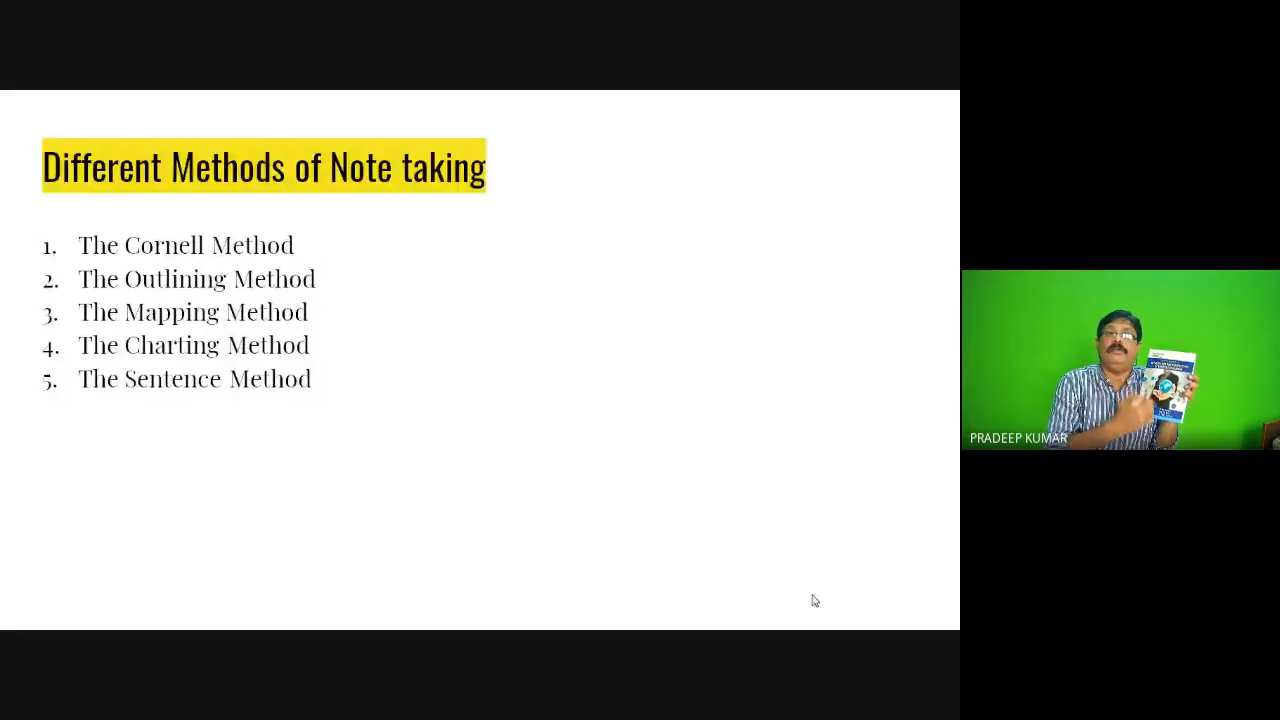 Different Methods of Note taking
1. The Cornell Method
2. The Outlining Method
3. The Mapping Method
4. The Charting Method
5. The Sentence Method
PRADEEP KUMAR